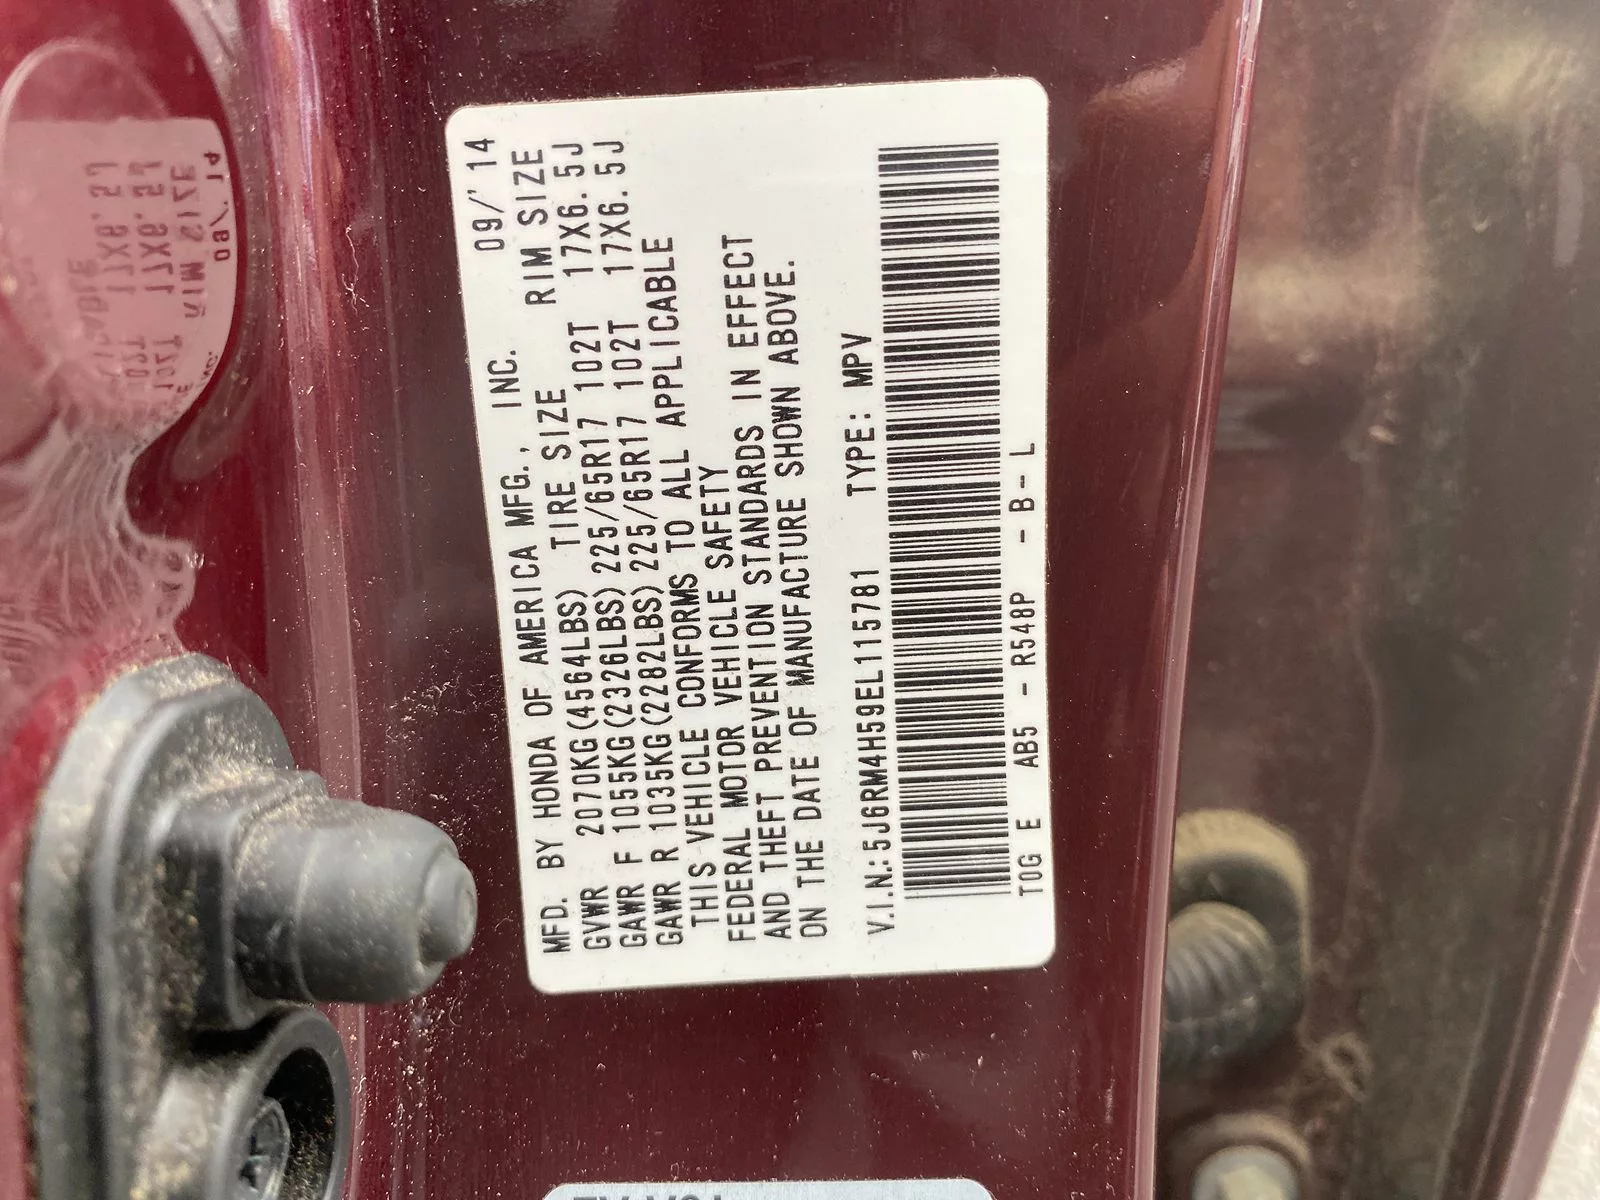 MFD. BY HONDA OF AMERICA MFG., INC. 09/'14
GVWR 2070KG(4564LBS) TIRE SIZE RIM SIZE
GAWR F 1055KG(2326LBS) 225/65R17 102T 17X6.5J
GAWR R 1035KG(2282LBS) 225/65R17 102T 17X6.5J
THIS VEHICLE CONFORMS TO ALL APPLICABLE
FEDERAL MOTOR VEHICLE SAFETY
AND THEFT PREVENTION STANDARDS IN EFFECT
ON THE DATE OF MANUFACTURE SHOWN ABOVE.
V.I.N.:5J6RM4H59EL115781 TYPE: MPV
TOG E AB5 - R548P - B - L